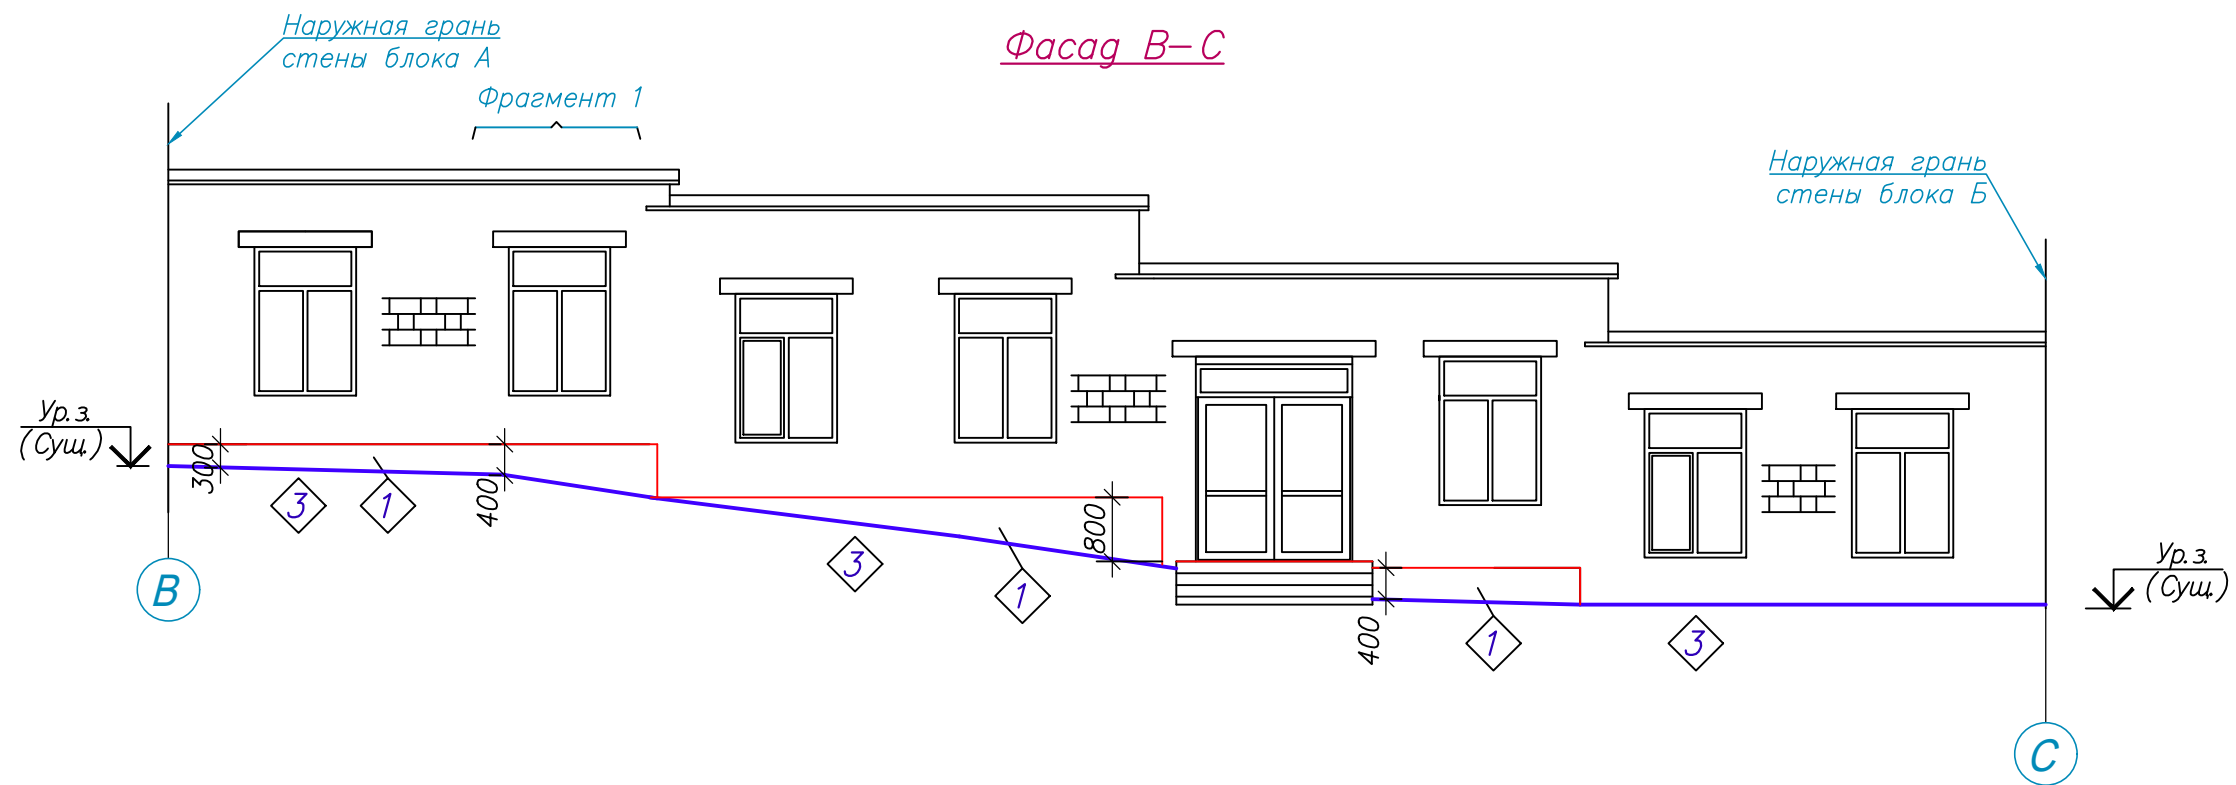 Наружная грань
стены блока А
Фасад В-С
Фрагмент 1
Наружная грань
стены блока Б
Ур.з.
(Сущ.)
300
3
1
400
3
800
1
400
1
3
Ур.з.
(Сущ.)
В
С